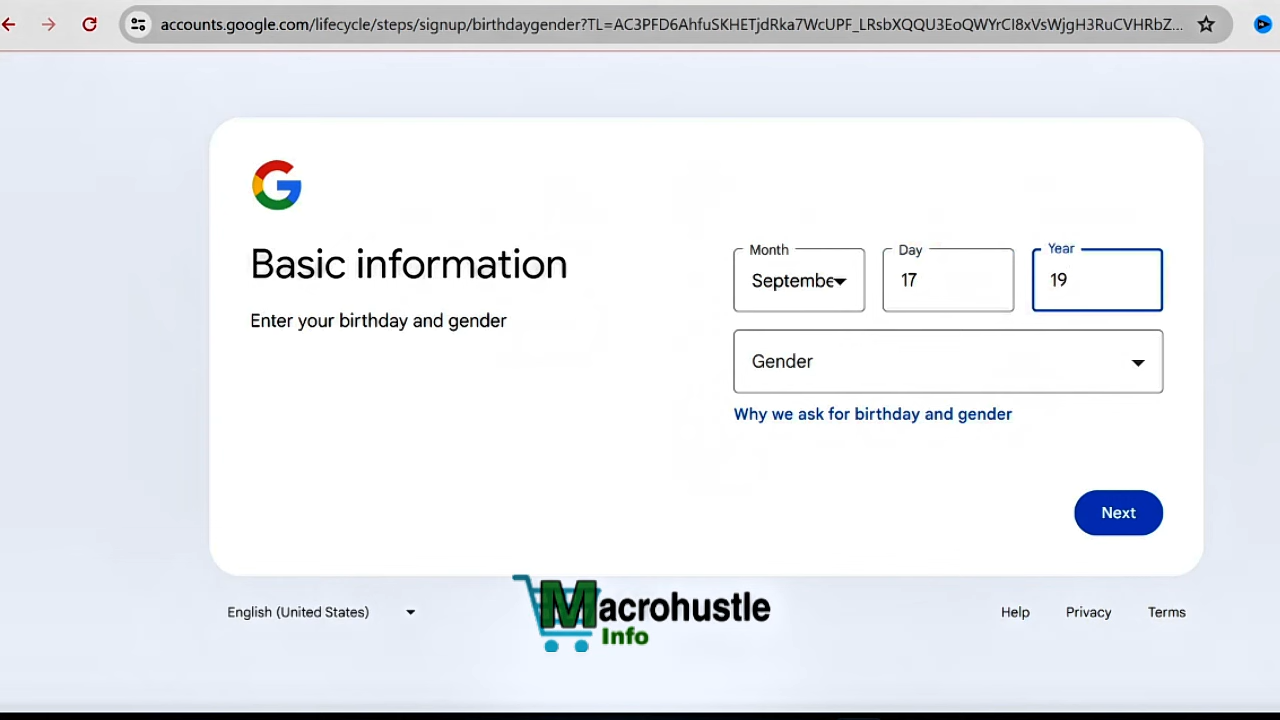 accounts.google.com/lifecycle/steps/signup/birthdaygender?TL=AC3PFD6AhfuSKHETjdRka7WcUPF_LRsbXQQU3EoQWYrCI8xVsWjgH3RuCVHRbZ...
Basic information
Enter your birthday and gender
Month
Day
Year
Septembe
17
19
Gender
Why we ask for birthday and gender
Next
Macrohustle
Info
English (United States)
Help
Privacy
Terms